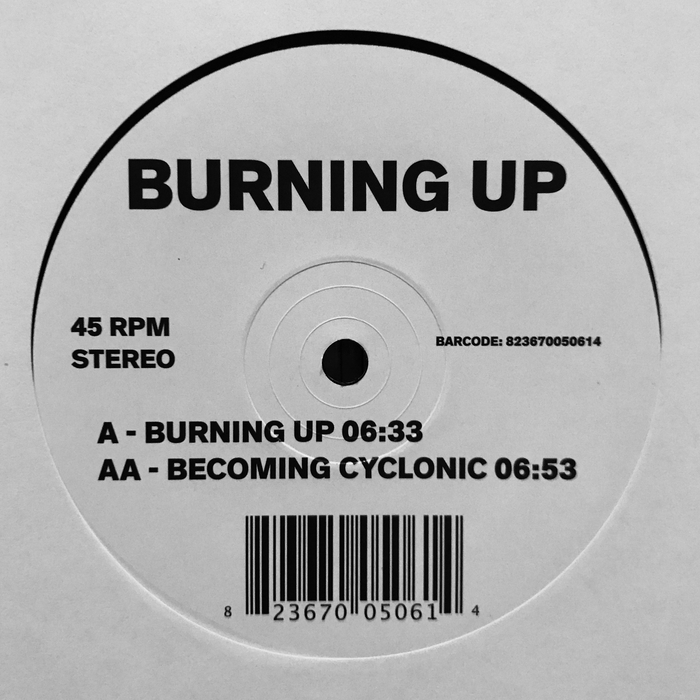 BURNING UP
45 RPM
STEREO
BARCODE: 823670050614
A - BURNING UP 06:33
AA - BECOMING CYCLONIC 06:53
8 23670 05061 4